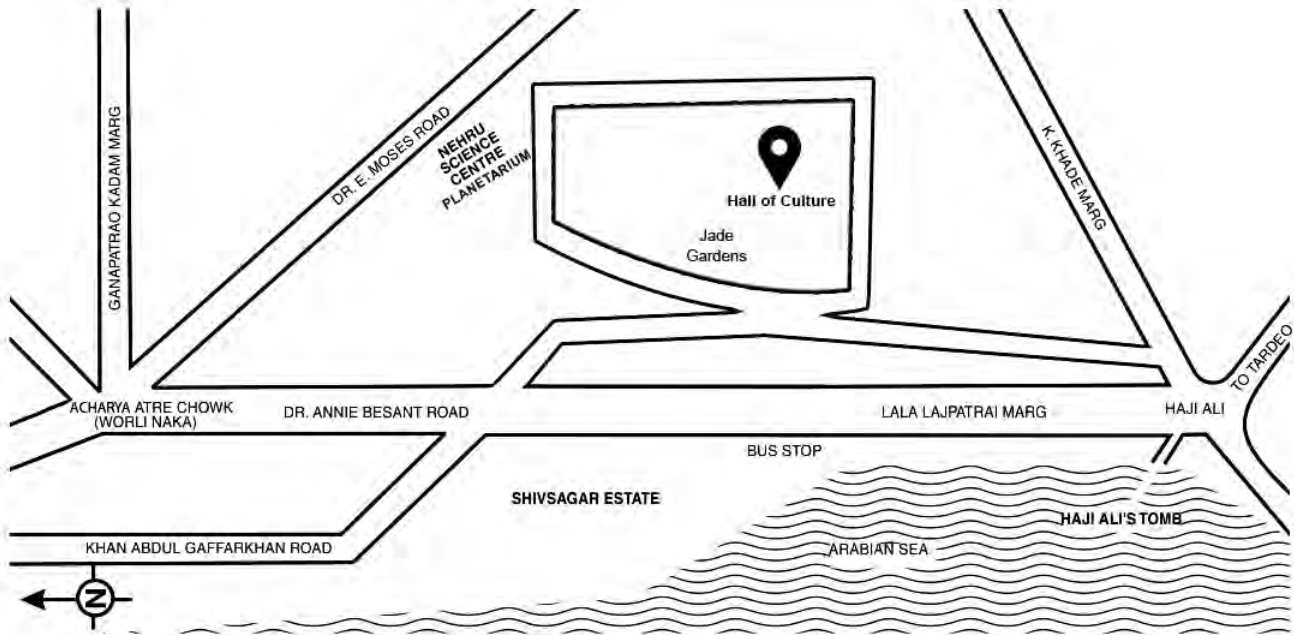 GANAPATRAO KADAM MARG
DR. E. MOSES ROAD
NEHRU
SCIENCE
CENTRE
PLANETARIUM
Hall of Culture
Jade
Gardens
K. KHADE MARG
TO TARDEO
ACHARYA ATRE CHOWK
(WORLI NAKA)
DR. ANNIE BESANT ROAD
LALA LAJPATRAI MARG
HAJI ALI
BUS STOP
SHIVSAGAR ESTATE
HAJI ALI'S TOMB
KHAN ABDUL GAFFARKHAN ROAD
ARABIAN SEA
N